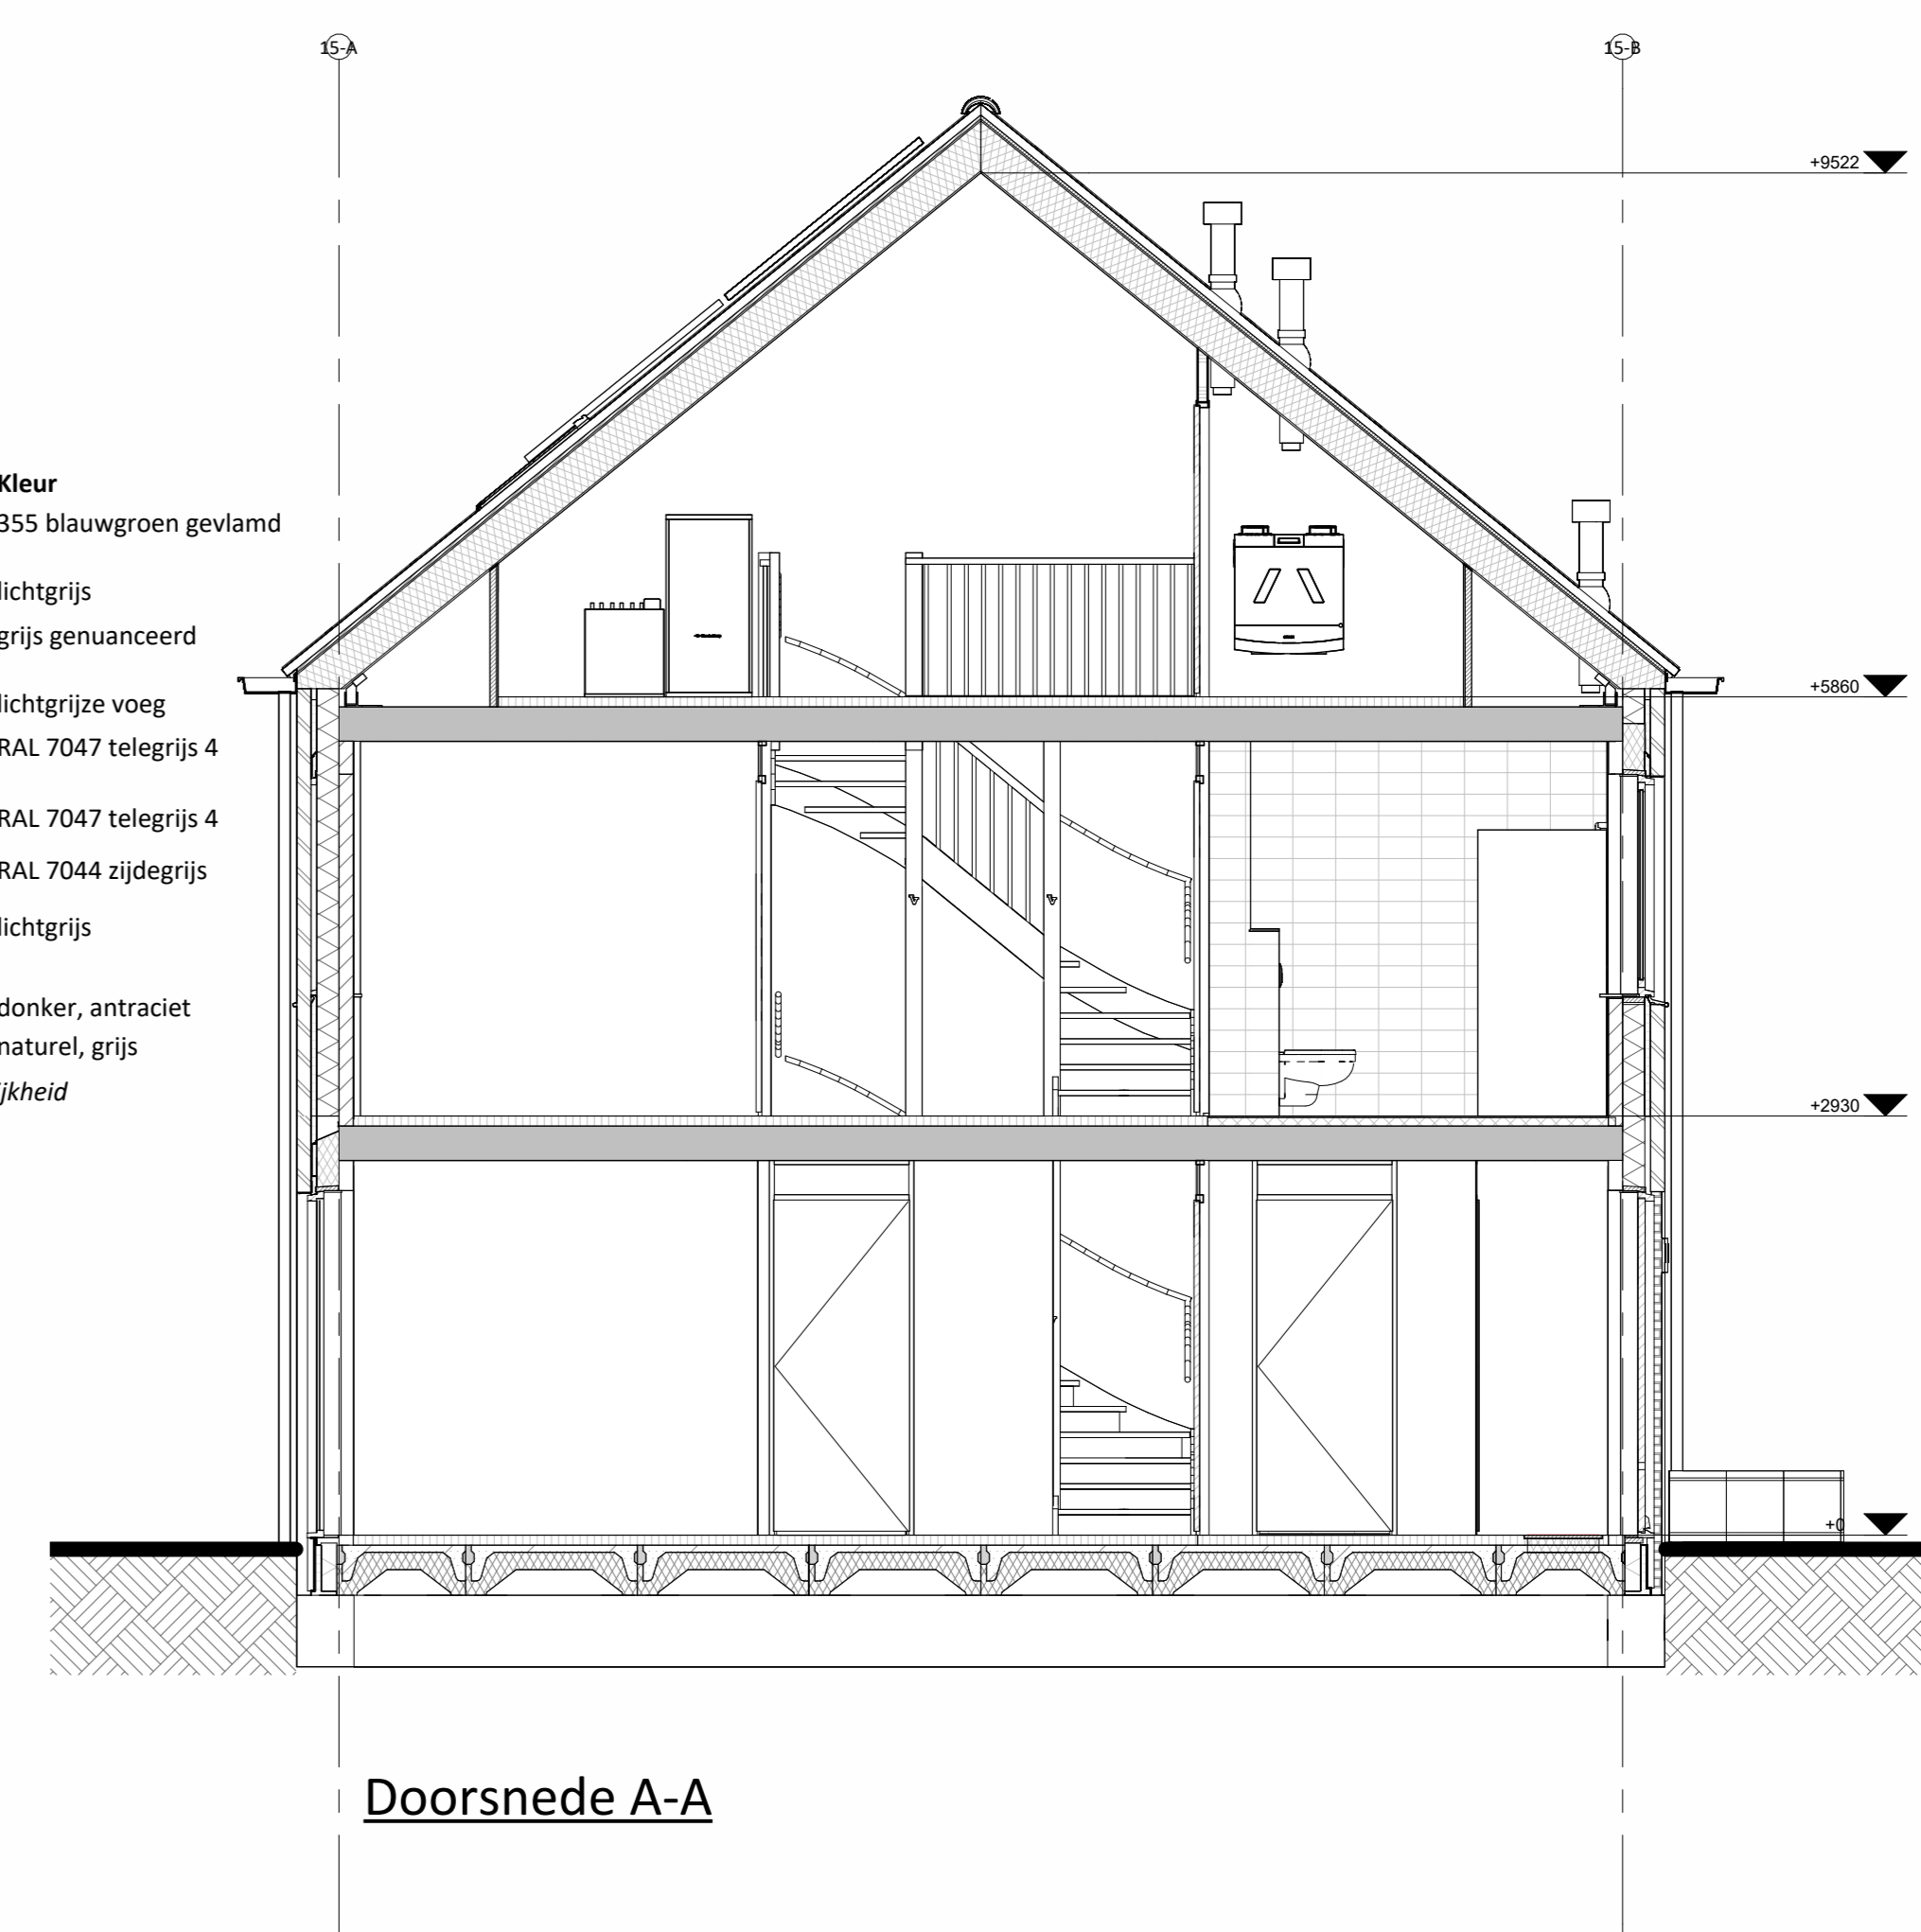 15-A
15-B
+9522
Kleur
355 blauwgroen gevlamd
lichtgrijs
grijs genuanceerd
lichtgrijze voeg
+5860
RAL 7047 telegrijs 4
RAL 7047 telegrijs 4
RAL 7044 zijdegrijs
lichtgrijs
donker, antraciet
naturel, grijs
ijkheid
+2930
+0
Doorsnede A-A